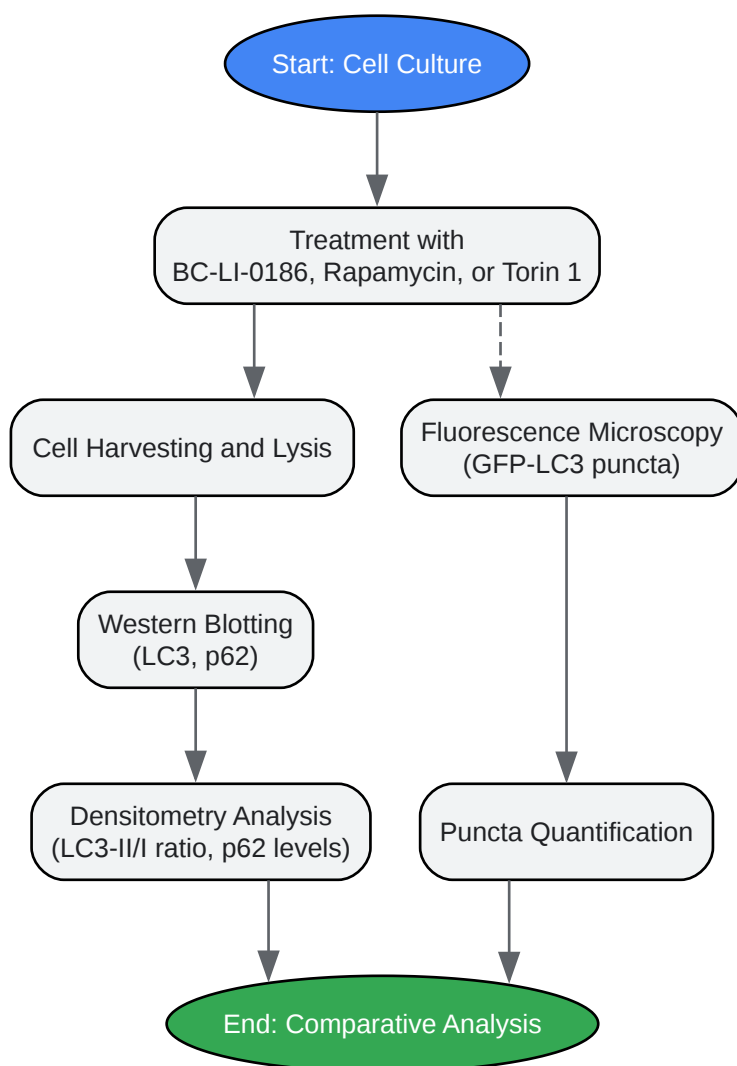 Start: Cell Culture
Treatment with
BC-LI-0186, Rapamycin, or Torin 1
Cell Harvesting and Lysis
Fluorescence Microscopy
(GFP-LC3 puncta)
Western Blotting
(LC3, p62)
Densitometry Analysis
(LC3-II/I ratio, p62 levels)
Puncta Quantification
End: Comparative Analysis